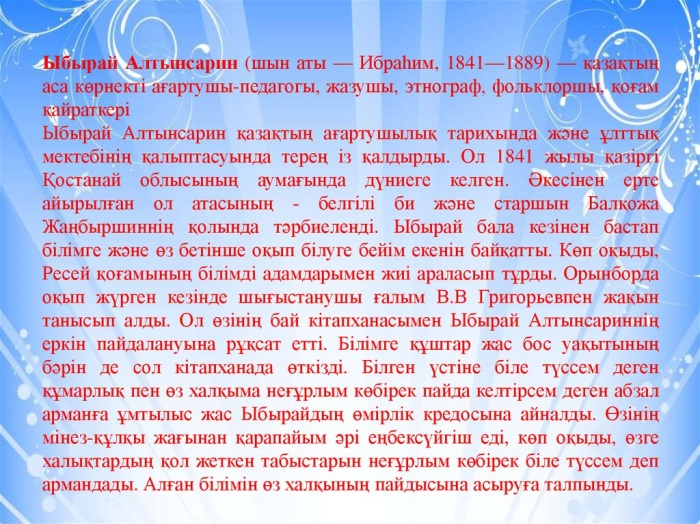 Ыбырай Алтынсарин (шын аты — Ибраһим, 1841—1889) — қазақтың
аса көрнекті ағартушы-педагогы, жазушы, этнограф, фольклоршы, қоғам
қайраткері
Ыбырай Алтынсарин қазақтың ағартушылық тарихында және ұлттық
мектебінің қалыптасуында терең із қалдырды. Ол 1841 жылы қазіргі
Қостанай облысының аумағында дүниеге келген. Әкесінен ерте
айырылған ол атасының - белгілі би және старшын Балқожа
Жаңбыршиннің қолында тәрбиеленді. Ыбырай бала кезінен бастап
білімге және өз бетінше оқып білуге бейім екенін байқатты. Көп оқыды,
Ресей қоғамының білімді адамдарымен жиі араласып тұрды. Орынборда
оқып жүрген кезінде шығыстанушы ғалым В.В Григорьевпен жақын
танысып алды. Ол өзінің бай кітапханасымен Ыбырай Алтынсариннің
еркін пайдалануына рұқсат етті. Білімге құштар жас бос уақытының
бәрін де сол кітапханада өткізді. Білген үстіне біле түссем деген
құмарлық пен өз халқыма неғұрлым көбірек пайда келтірсем деген абзал
арманға ұмтылыс жас Ыбырайдың өмірлік кредосына айналды. Өзінің
мінез-құлқы жағынан қарапайым әрі еңбексүйгіш еді, көп оқыды, өзге
халықтардың қол жеткен табыстарын неғұрлым көбірек біле түссем деп
армандады. Алған білімін өз халқының пайдысына асыруға талпынды.